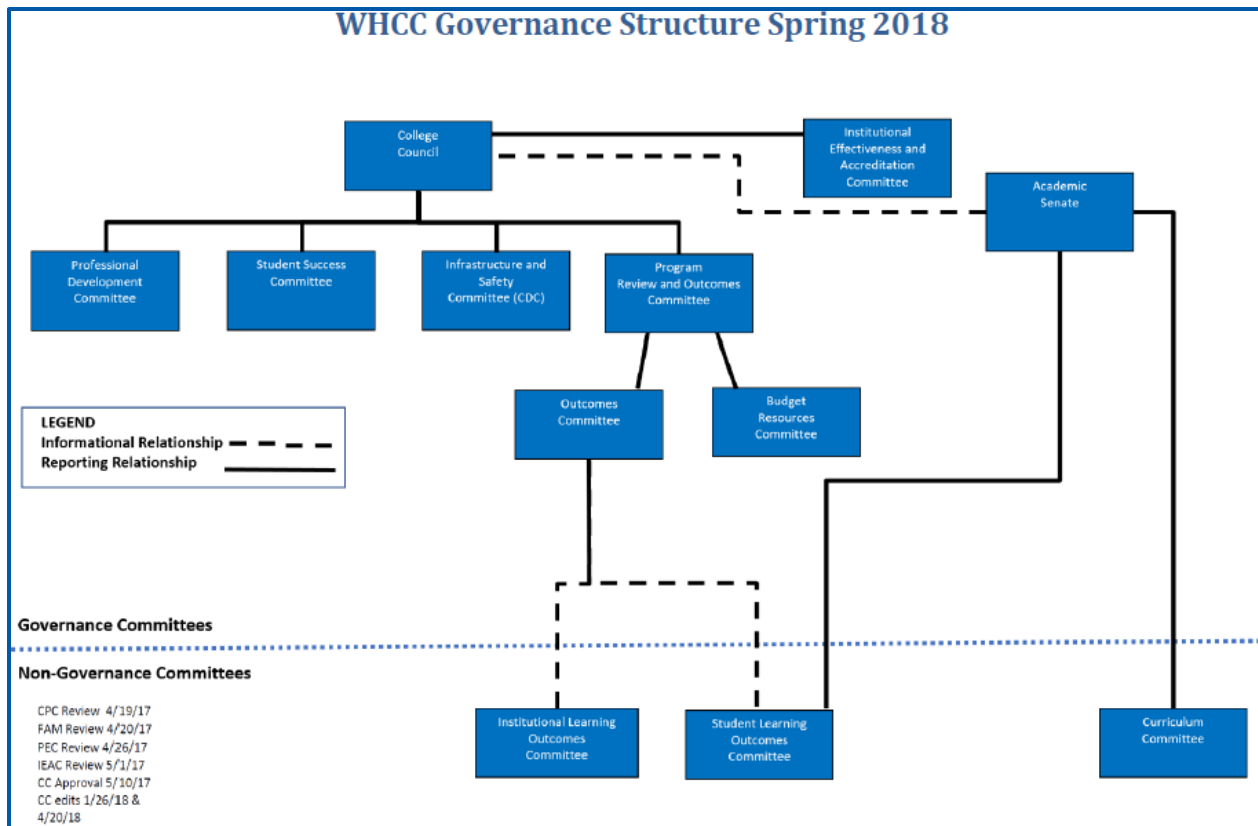 WHCC Governance Structure Spring 2018
College
Council
Institutional
Effectiveness and
Accreditation
Committee
Academic
Senate
Professional
Development
Committee
Student Success
Committee
Infrastructure and
Safety
Committee (CDC)
Program
Review and Outcomes
Committee
Outcomes
Committee
Budget
Resources
Committee
LEGEND
Informational Relationship
Reporting Relationship
Governance Committees
Non-Governance Committees
CPC Review 4/19/17
FAM Review 4/20/17
PEC Review 4/26/17
IEAC Review 5/1/17
CC Approval 5/10/17
CC edits 1/26/18 &
4/20/18
Institutional Learning
Outcomes
Committee
Student Learning
Outcomes
Committee
Curriculum
Committee